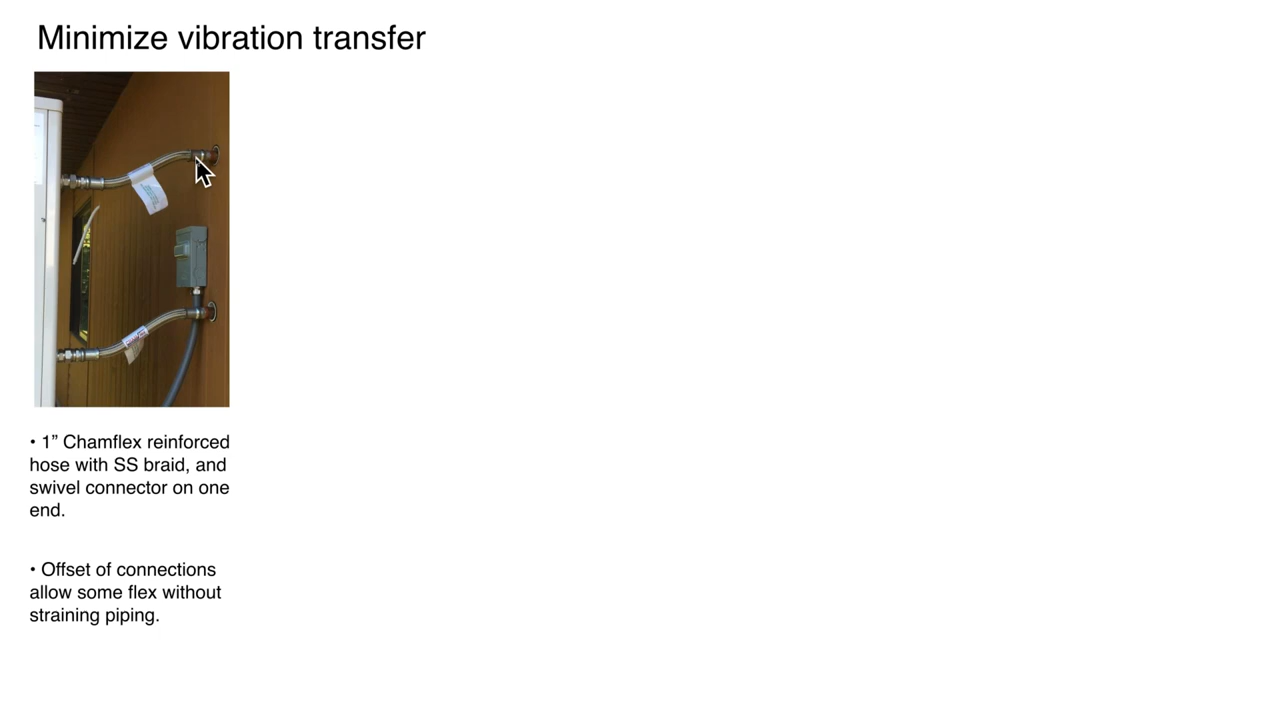 Minimize vibration transfer
• 1” Chamflex reinforced
hose with SS braid, and
swivel connector on one
end.
• Offset of connections
allow some flex without
straining piping.